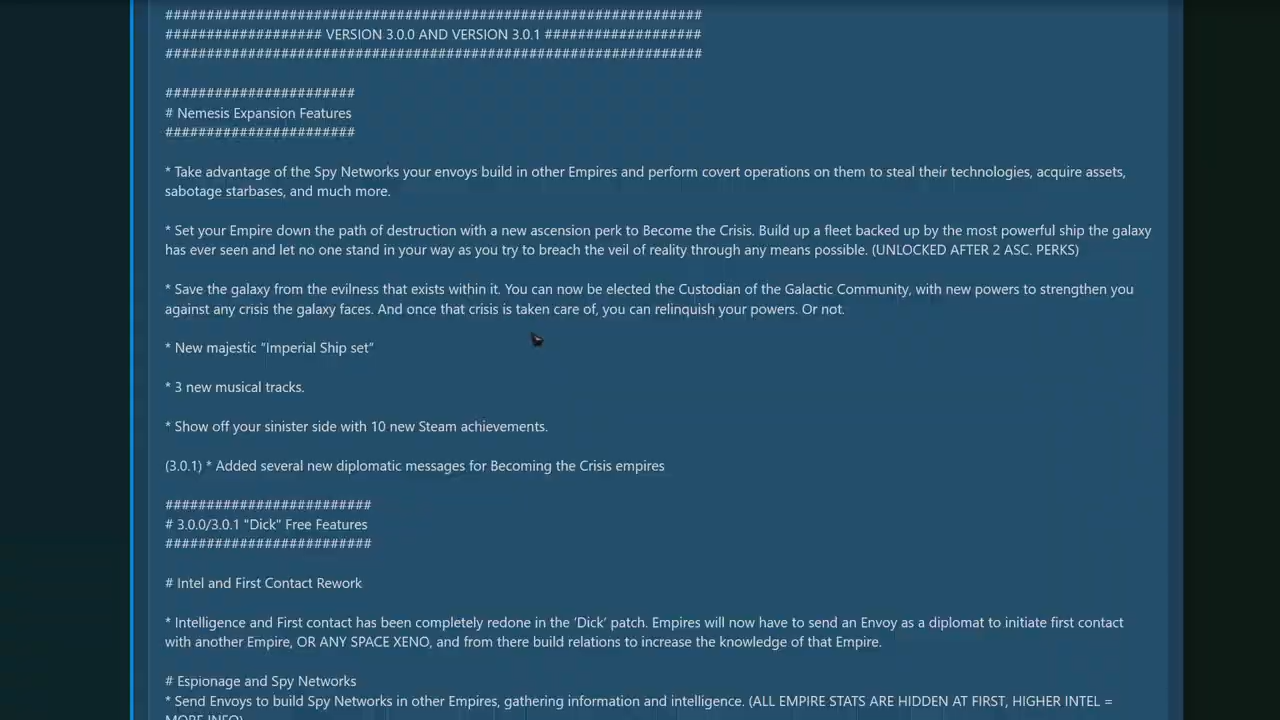 #################################################################
################### VERSION 3.0.0 AND VERSION 3.0.1 ###################
#################################################################
#######################
# Nemesis Expansion Features
#######################
* Take advantage of the Spy Networks your envoys build in other Empires and perform covert operations on them to steal their technologies, acquire assets,
sabotage starbases, and much more.
* Set your Empire down the path of destruction with a new ascension perk to Become the Crisis. Build up a fleet backed up by the most powerful ship the galaxy
has ever seen and let no one stand in your way as you try to breach the veil of reality through any means possible. (UNLOCKED AFTER 2 ASC. PERKS)
* Save the galaxy from the evilness that exists within it. You can now be elected the Custodian of the Galactic Community, with new powers to strengthen you
against any crisis the galaxy faces. And once that crisis is taken care of, you can relinquish your powers. Or not.
* New majestic "Imperial Ship set"
* 3 new musical tracks.
* Show off your sinister side with 10 new Steam achievements.
(3.0.1) * Added several new diplomatic messages for Becoming the Crisis empires
#########################
# 3.0.0/3.0.1 "Dick" Free Features
#########################
# Intel and First Contact Rework
* Intelligence and First contact has been completely redone in the 'Dick' patch. Empires will now have to send an Envoy as a diplomat to initiate first contact
with another Empire, OR ANY SPACE XENO, and from there build relations to increase the knowledge of that Empire.
# Espionage and Spy Networks
* Send Envoys to build Spy Networks in other Empires, gathering information and intelligence. (ALL EMPIRE STATS ARE HIDDEN AT FIRST, HIGHER INTEL =
MORE INFO)